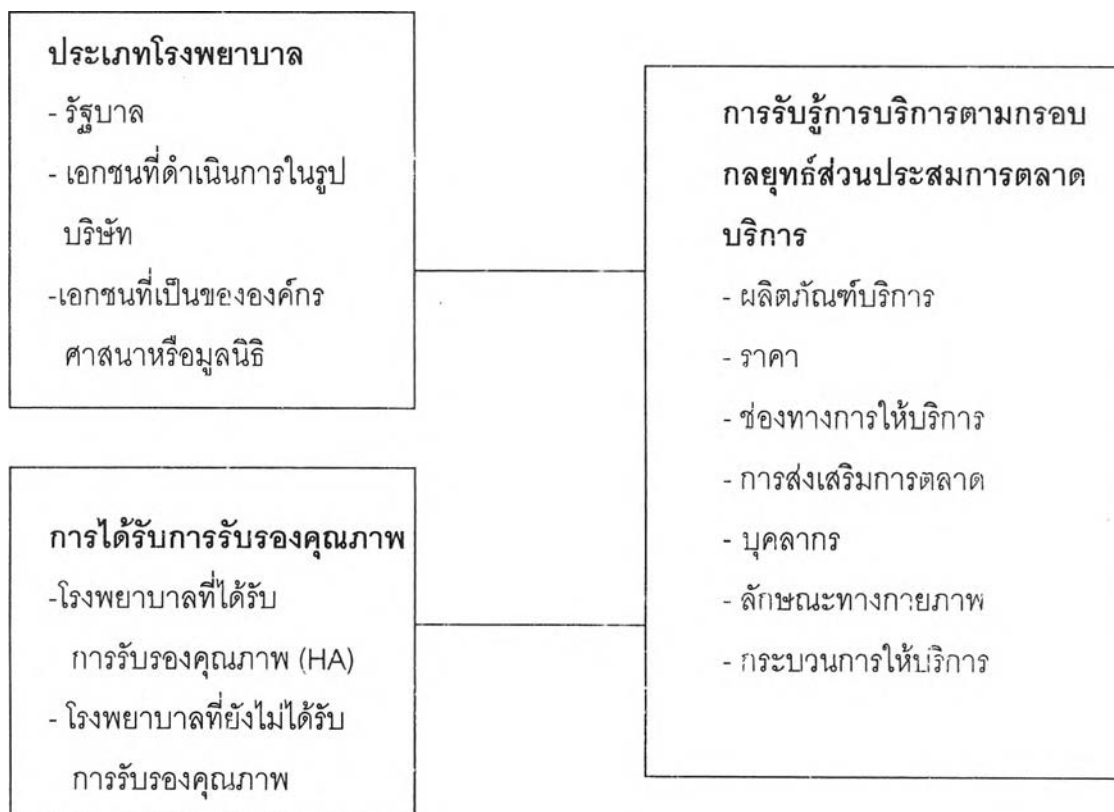 ประเภทโรงพยาบาล
- รัฐบาล
- เอกชนที่ดำเนินการในรูป
บริษัท
-เอกชนที่เป็นขององค์กร
ศาสนาหรือมูลนิธิ
การได้รับการรับรองคุณภาพ
-โรงพยาบาลที่ได้รับ
การรับรองคุณภาพ (HA)
- โรงพยาบาลที่ยังไม่ได้รับ
การรับรองคุณภาพ
การรับรู้การบริการตามกรอบ
กลยุทธ์ส่วนประสมการตลาด
บริการ
- ผลิตภัณฑ์บริการ
- ราคา
- ช่องทางการให้บริการ
- การส่งเสริมการตลาด
- บุคลากร
- ลักษณะทางกายภาพ
- กระบวนการให้บริการ